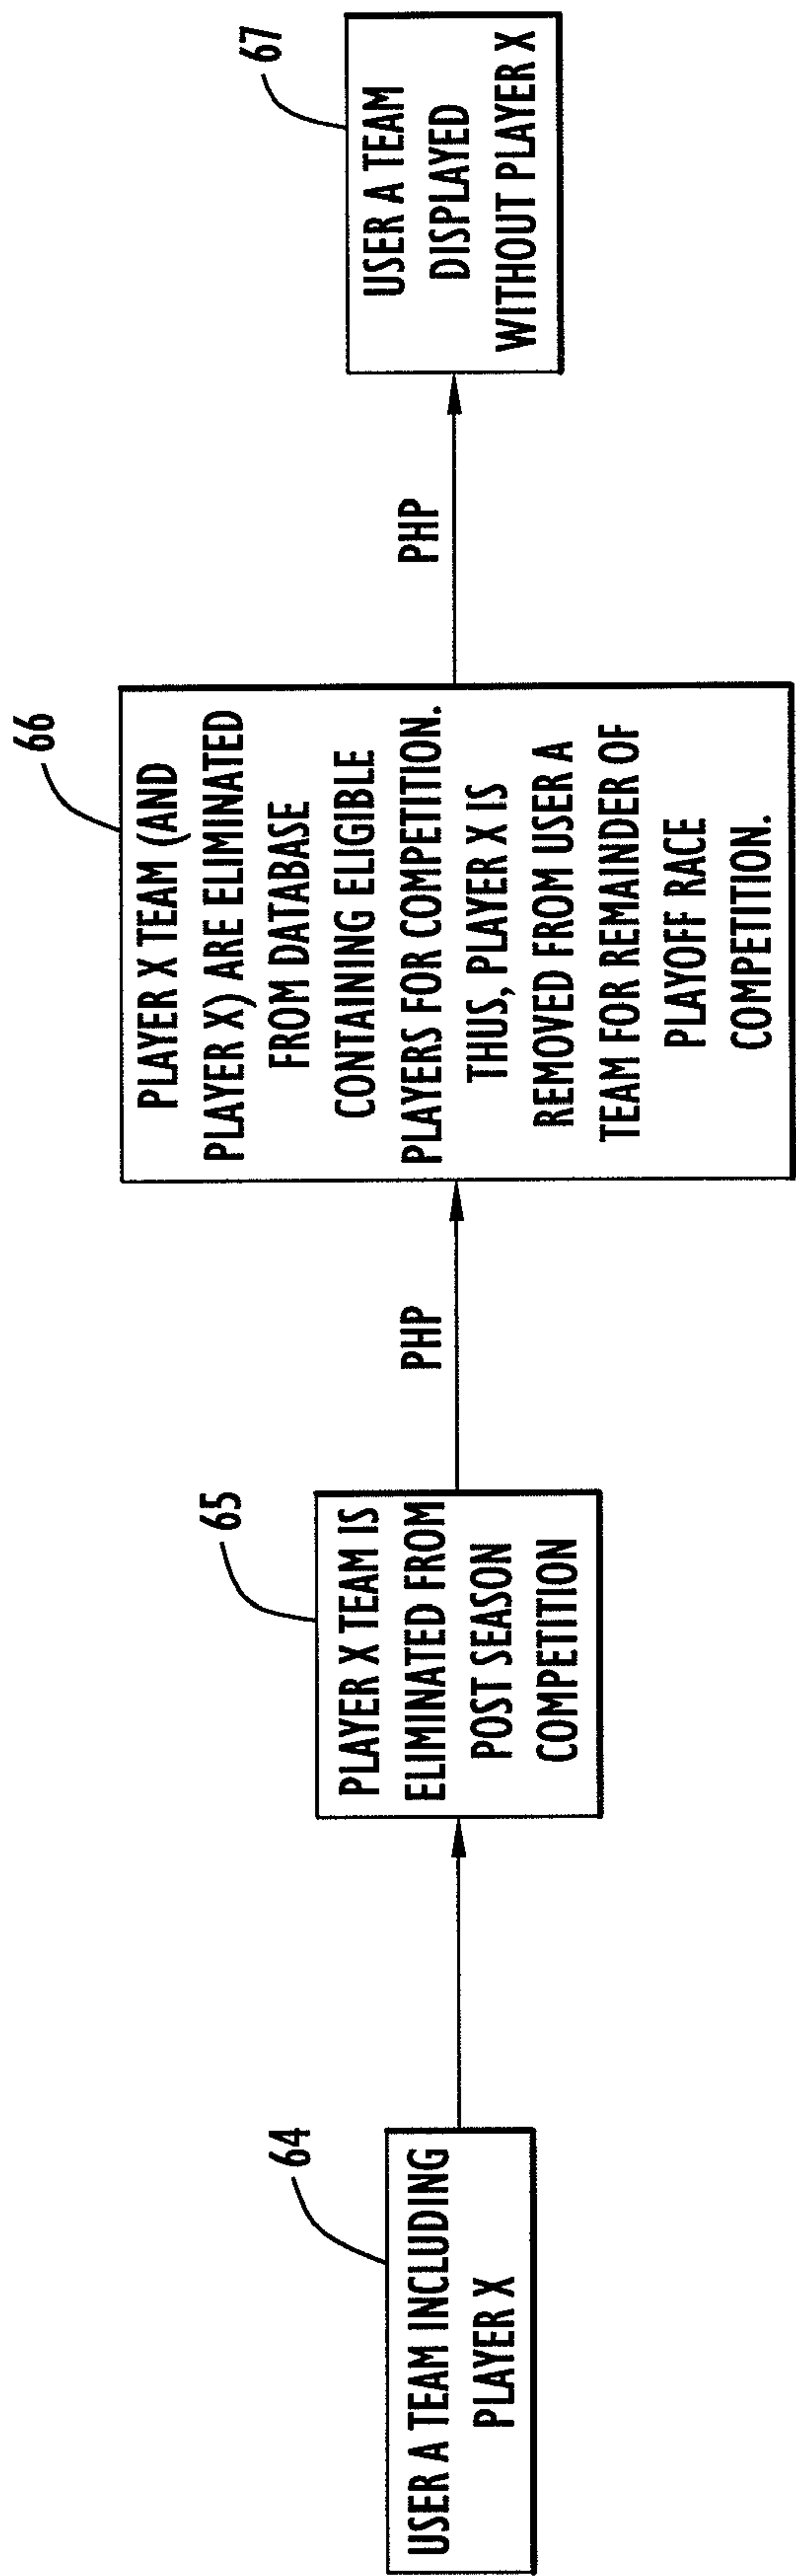 64
USER A TEAM INCLUDING
PLAYER X
65
PLAYER X TEAM IS
ELIMINATED FROM
POST SEASON
COMPETITION
PHP
66
PLAYER X TEAM (AND
PLAYER X) ARE ELIMINATED
FROM DATABASE
CONTAINING ELIGIBLE
PLAYERS FOR COMPETITION.
THUS, PLAYER X IS
REMOVED FROM USER A
TEAM FOR REMAINDER OF
PLAYOFF RACE
COMPETITION.
PHP
67
USER A TEAM
DISPLAYED
WITHOUT PLAYER X